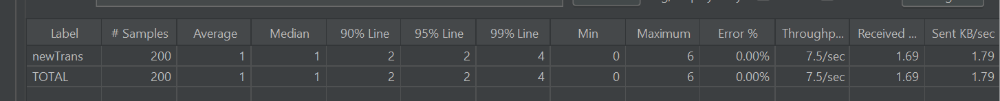 Label # Samples Average Median 90% Line 95% Line 99% Line Min Maximum Error % Throughp... Received ... Sent KB/sec
newTrans 200 1 1 2 2 4 0 6 0.00% 7.5/sec 1.69 1.79
TOTAL 200 1 1 2 2 4 0 6 0.00% 7.5/sec 1.69 1.79